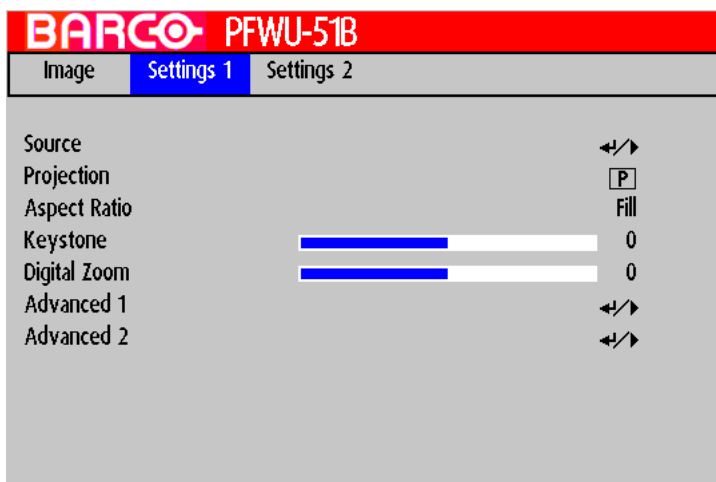 BARCO PFWU-51B
Image Settings 1 Settings 2
Source
Projection P
Aspect Ratio Fill
Keystone 0
Digital Zoom 0
Advanced 1
Advanced 2